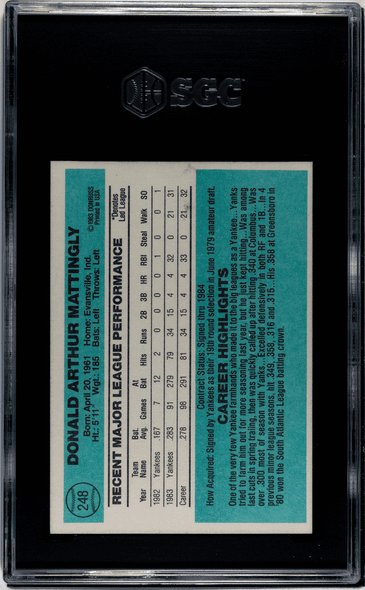 SGC
248
DONALD ARTHUR MATTINGLY
© 1983 DONRUSS
Printed in USA
Born: April 20, 1961 Home: Evansville, Ind.
Ht.: 5'11" Wgt.: 185 Bats: Left Throws: Left
RECENT MAJOR LEAGUE PERFORMANCE
*Denotes
Led League
Year Team Name Bat. Avg. Games At Bat Hits Runs 2B 3B HR RBI Steal Walk SO
1982 Yankees .167 7 12 2 0 0 0 0 1 0 0 1
1983 Yankees .283 91 279 79 34 15 4 4 32 0 21 31
Career .278 98 291 81 34 15 4 4 33 0 21 32
Contract Status: Signed thru 1984
How Acquired: Signed by Yankees as their 19th round selection in June 1979 amateur draft.
CAREER HIGHLIGHTS
One of the very few Yankee farmhands who made it to the big leagues as a Yankee...Yanks
tried to farm him out for more seasoning last year, but he just kept hitting...Was among
last cuts in spring training, then was quickly called up after hitting .340 at Columbus...Was
over .300 most of season with Yanks...Excelled defensively in both RF and 1B...In 4
previous minor league seasons, hit .349, .358, .316 and .315...His .358 at Greensboro in
'80 won the South Atlantic League batting crown.